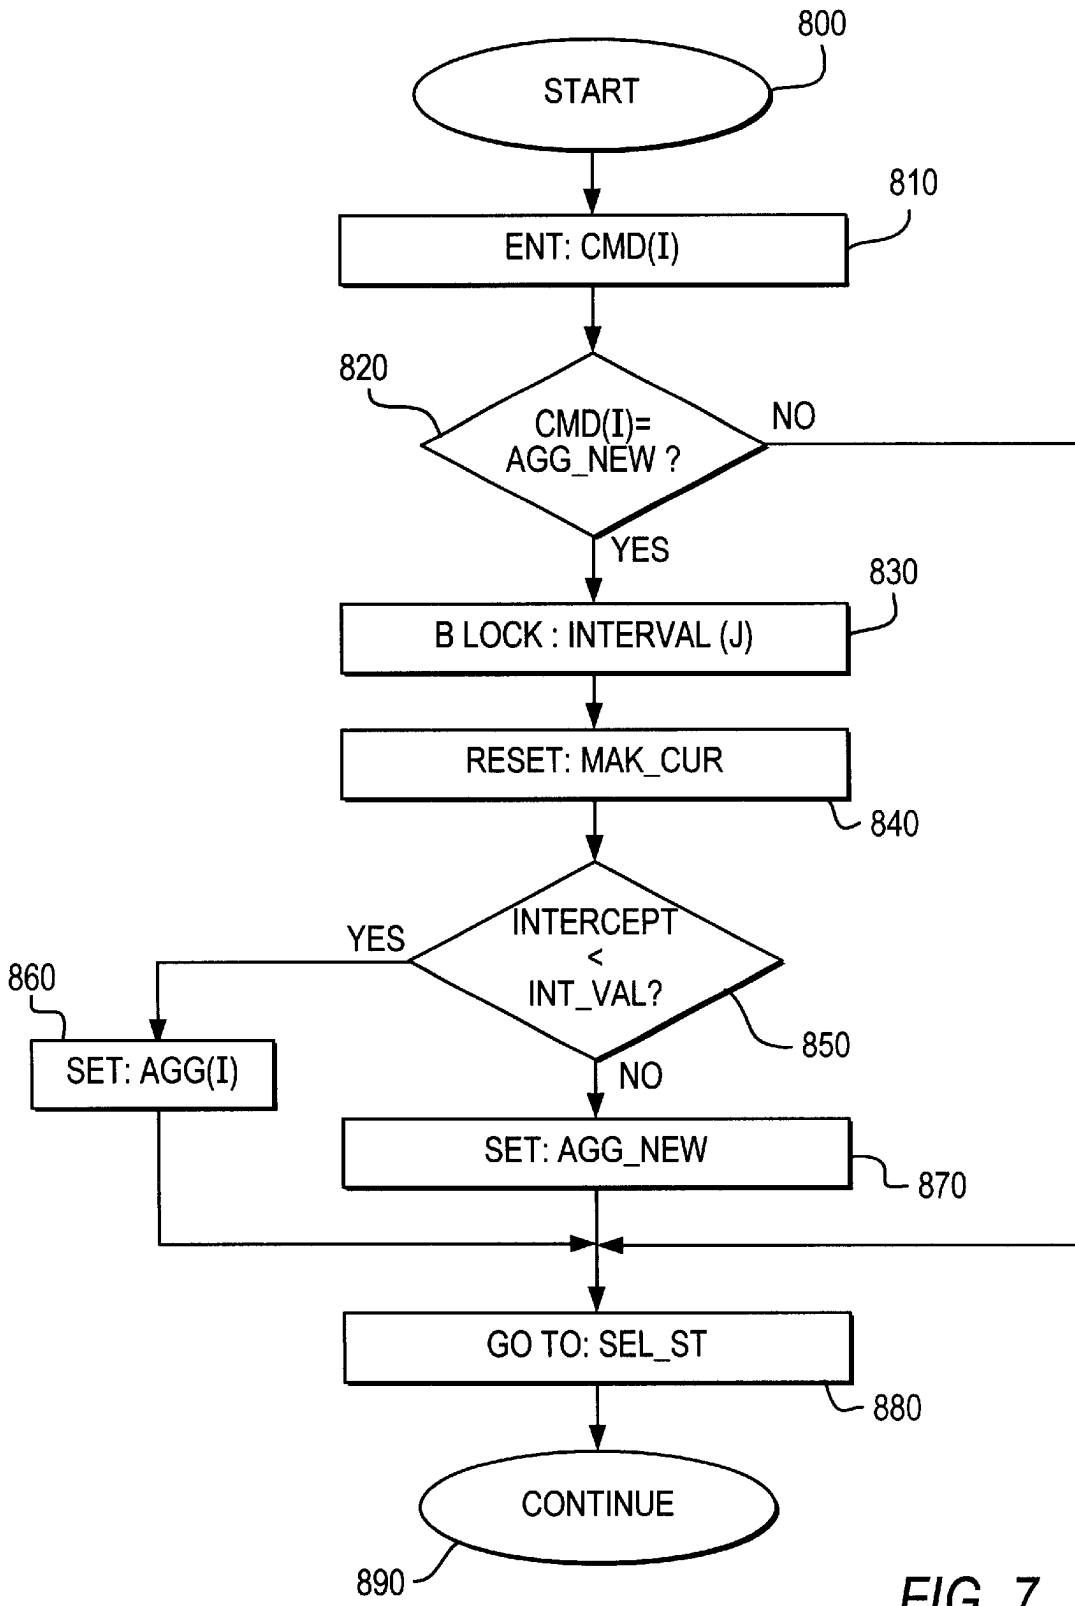 800
START
810
ENT: CMD(I)
820
CMD(I)=
AGG_NEW ?
NO
YES
830
B LOCK : INTERVAL (J)
RESET: MAK_CUR
840
INTERCEPT
<
INT_VAL?
YES
860
850
SET: AGG(I)
NO
SET: AGG_NEW
870
GO TO: SEL_ST
880
CONTINUE
890
FIG. 7